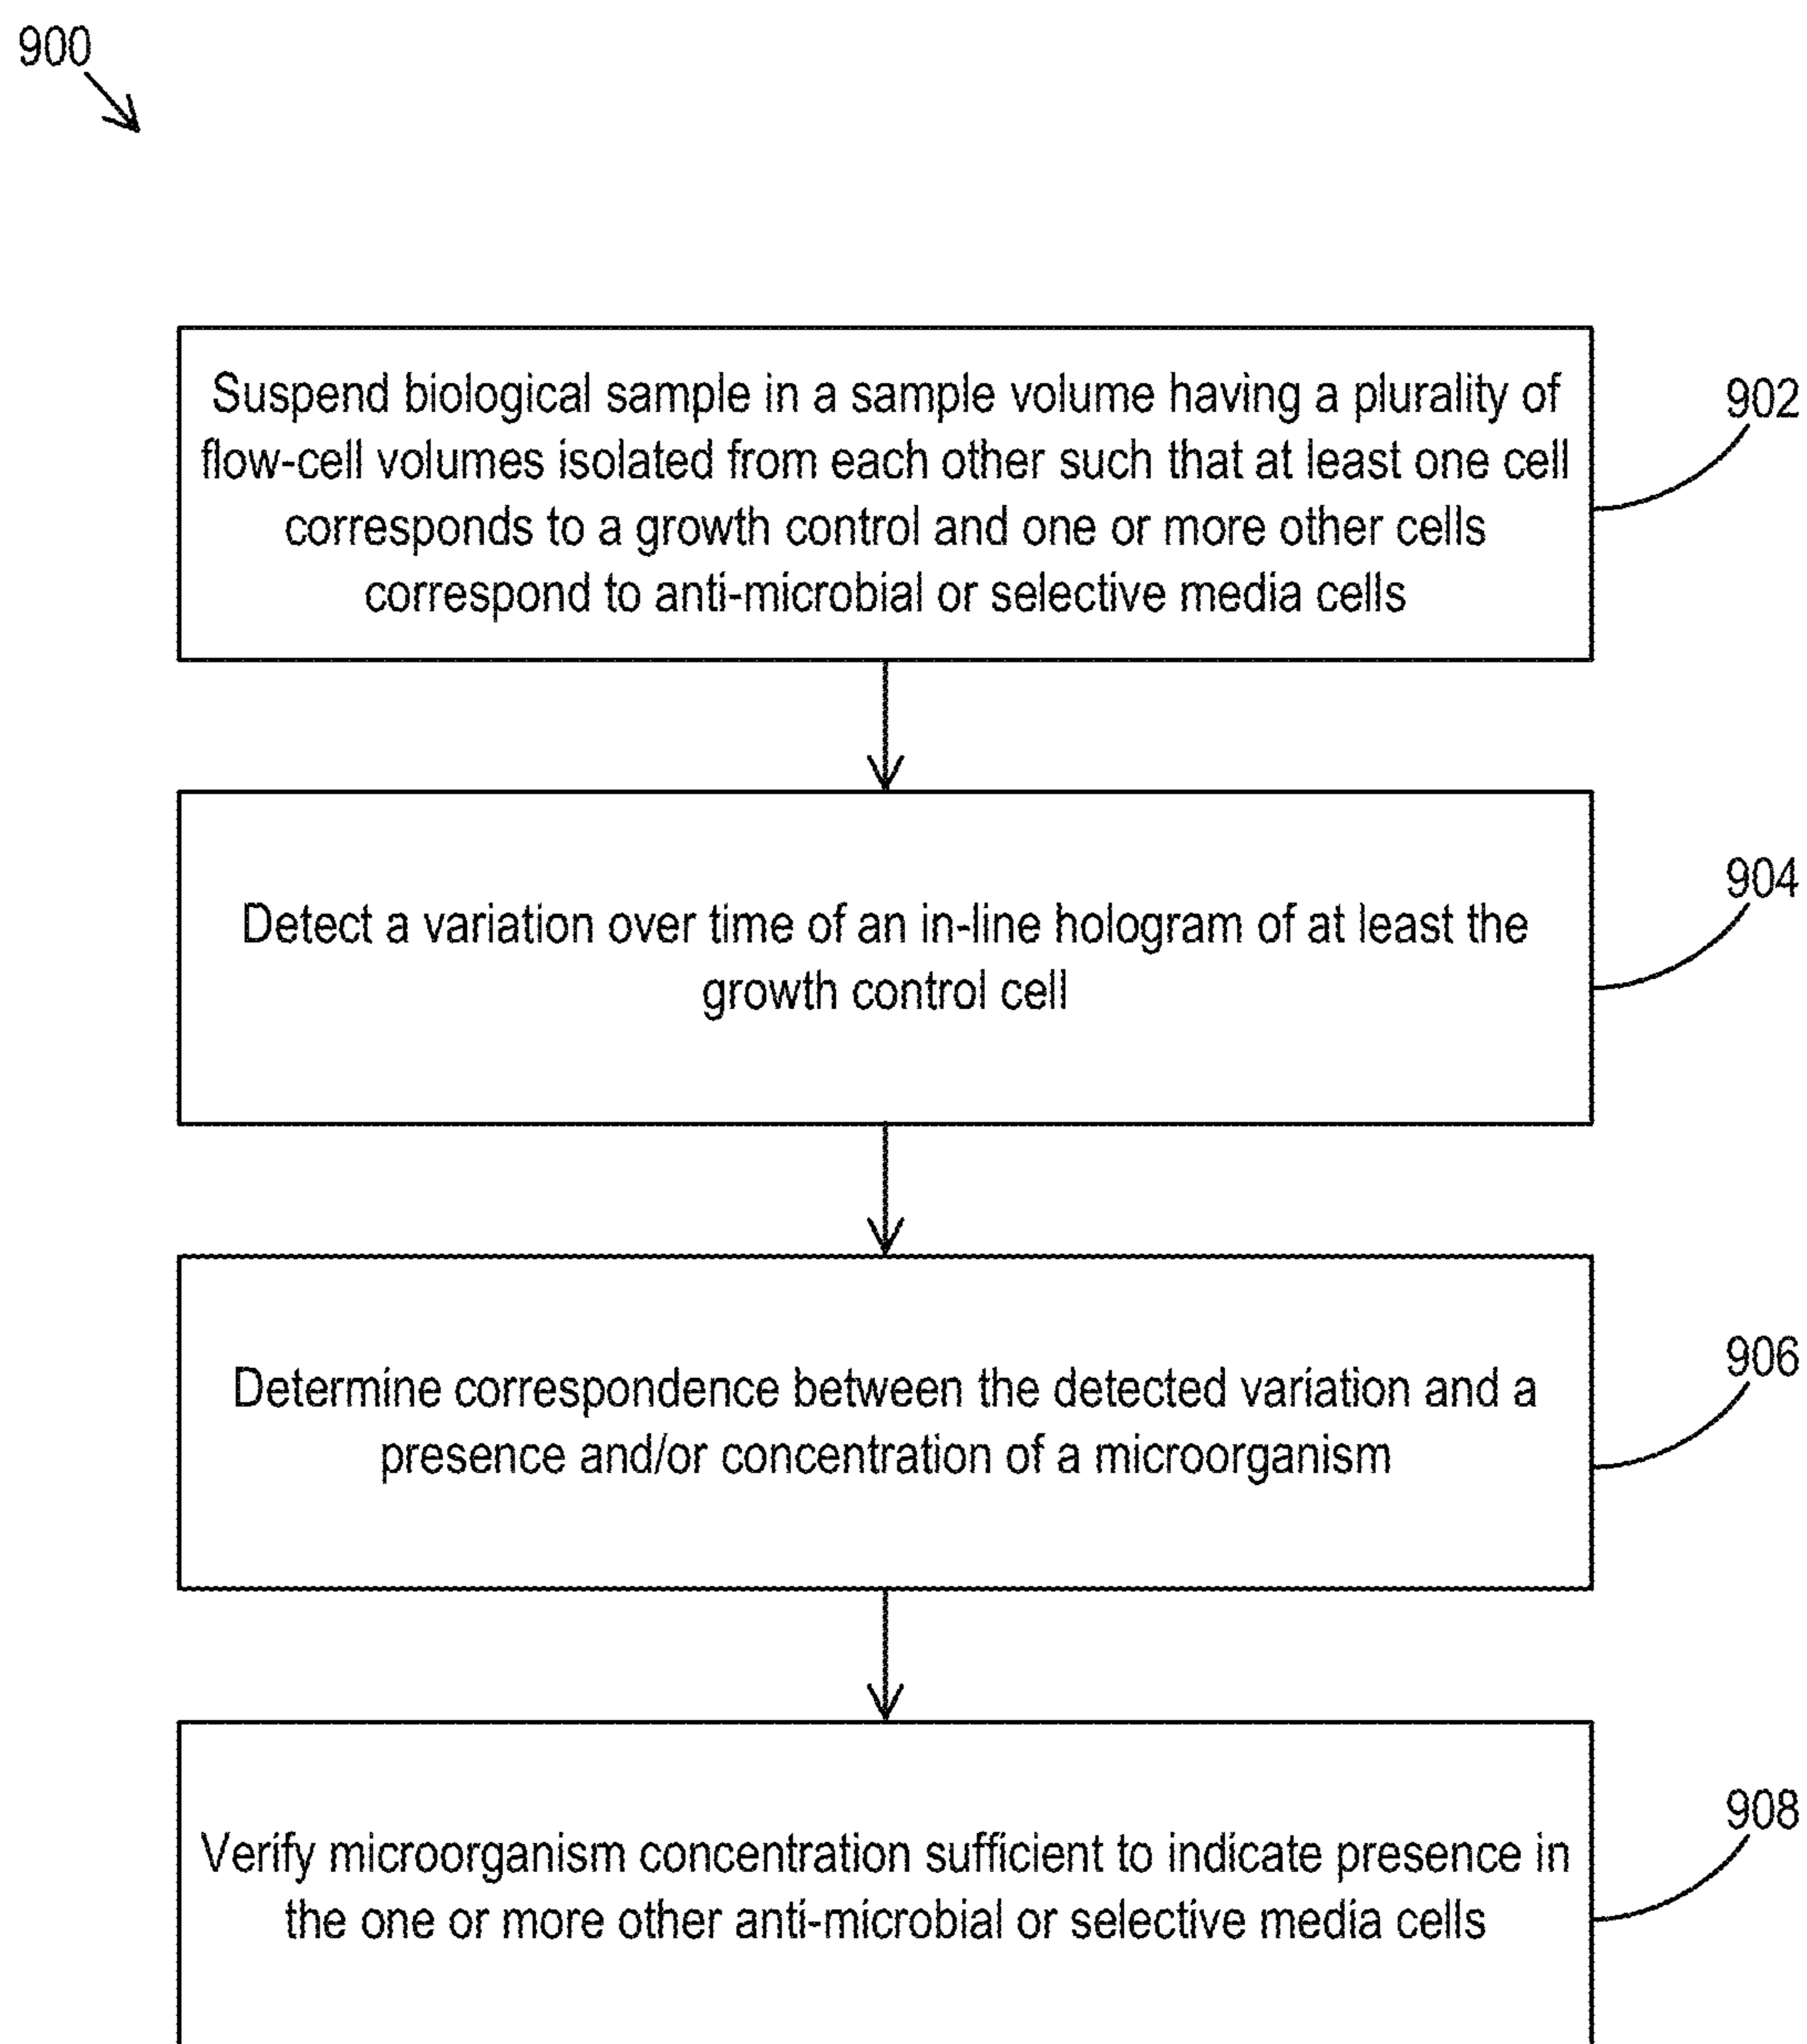 900
Suspend biological sample in a sample volume having a plurality of
flow-cell volumes isolated from each other such that at least one cell
corresponds to a growth control and one or more other cells
correspond to anti-microbial or selective media cells
902
Detect a variation over time of an in-line hologram of at least the
growth control cell
904
Determine correspondence between the detected variation and a
presence and/or concentration of a microorganism
906
Verify microorganism concentration sufficient to indicate presence in
the one or more other anti-microbial or selective media cells
908